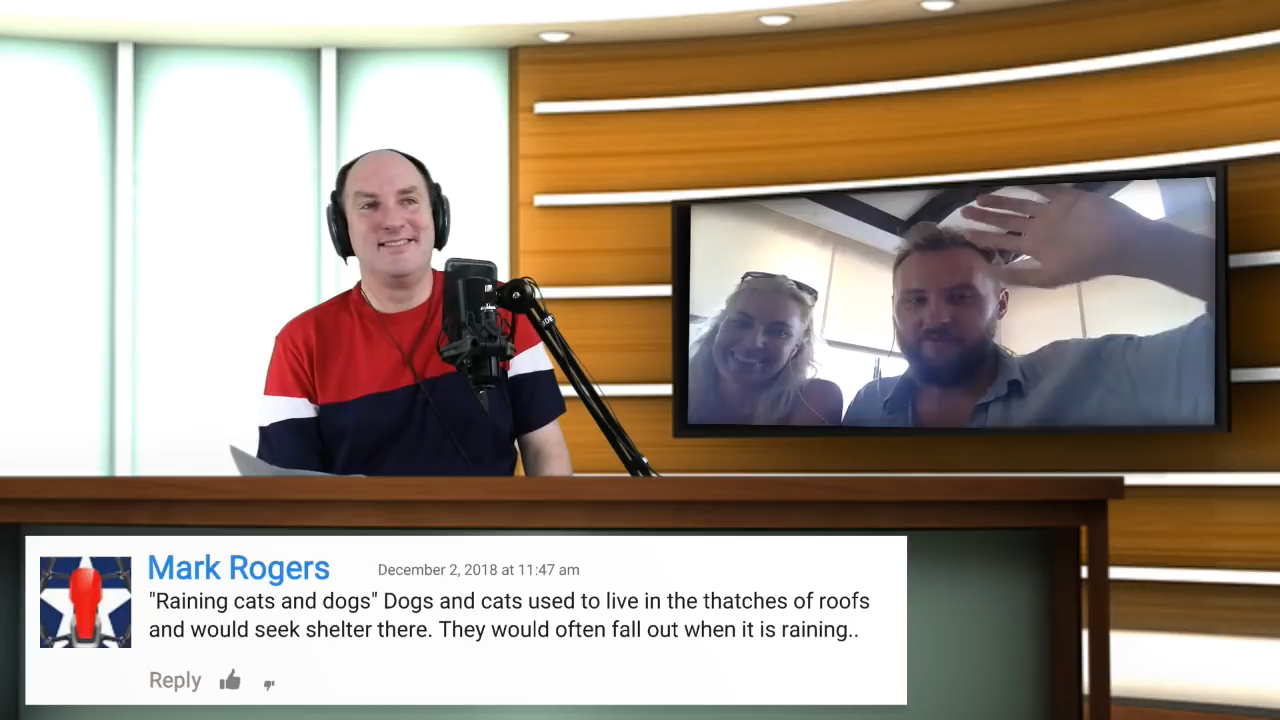 Mark Rogers December 2, 2018 at 11:47 am
"Raining cats and dogs" Dogs and cats used to live in the thatches of roofs
and would seek shelter there. They would often fall out when it is raining..
Reply